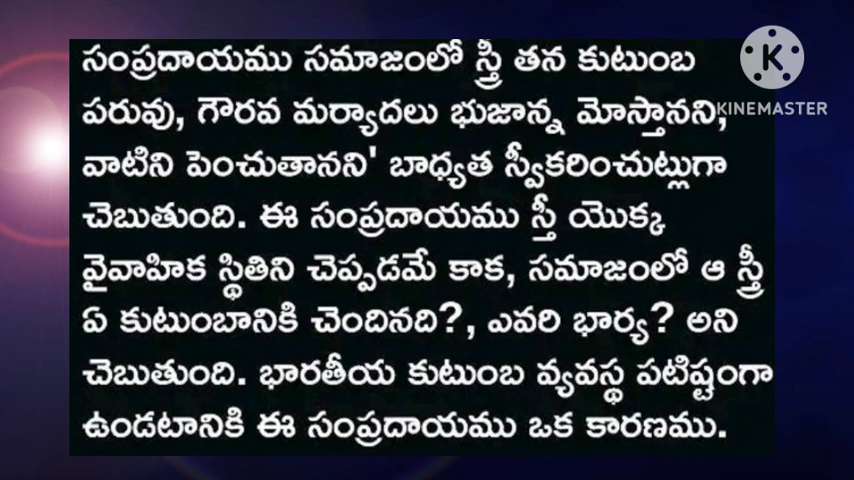 సంప్రదాయము సమాజంలో స్త్రీ తన కుటుంబ
పరువు, గౌరవ మర్యాదలు భుజాన్న మోస్తానని,
వాటిని పెంచుతానని' బాధ్యత స్వీకరించుట్లుగా
చెబుతుంది. ఈ సంప్రదాయము స్తీ యొక్క
వైవాహిక స్థితిని చెప్పడమే కాక, సమాజంలో ఆ స్త్రీ
ఏ కుటుంబానికి చెందినది?, ఎవరి భార్య? అని
చెబుతుంది. భారతీయ కుటుంబ వ్యవస్థ పటిష్టంగా
ఉండటానికి ఈ సంప్రదాయము ఒక కారణము.
K
KINEMASTER